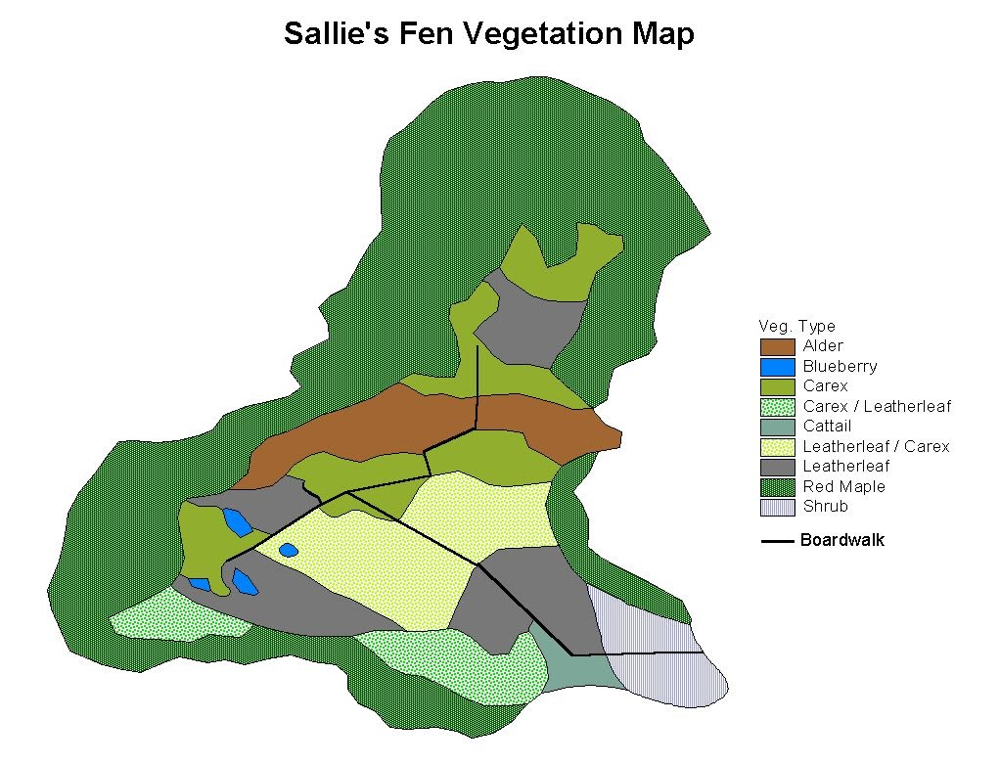 Sallie's Fen Vegetation Map
Veg. Type
Alder
Blueberry
Carex
Carex / Leatherleaf
Cattail
Leatherleaf / Carex
Leatherleaf
Red Maple
Shrub
Boardwalk